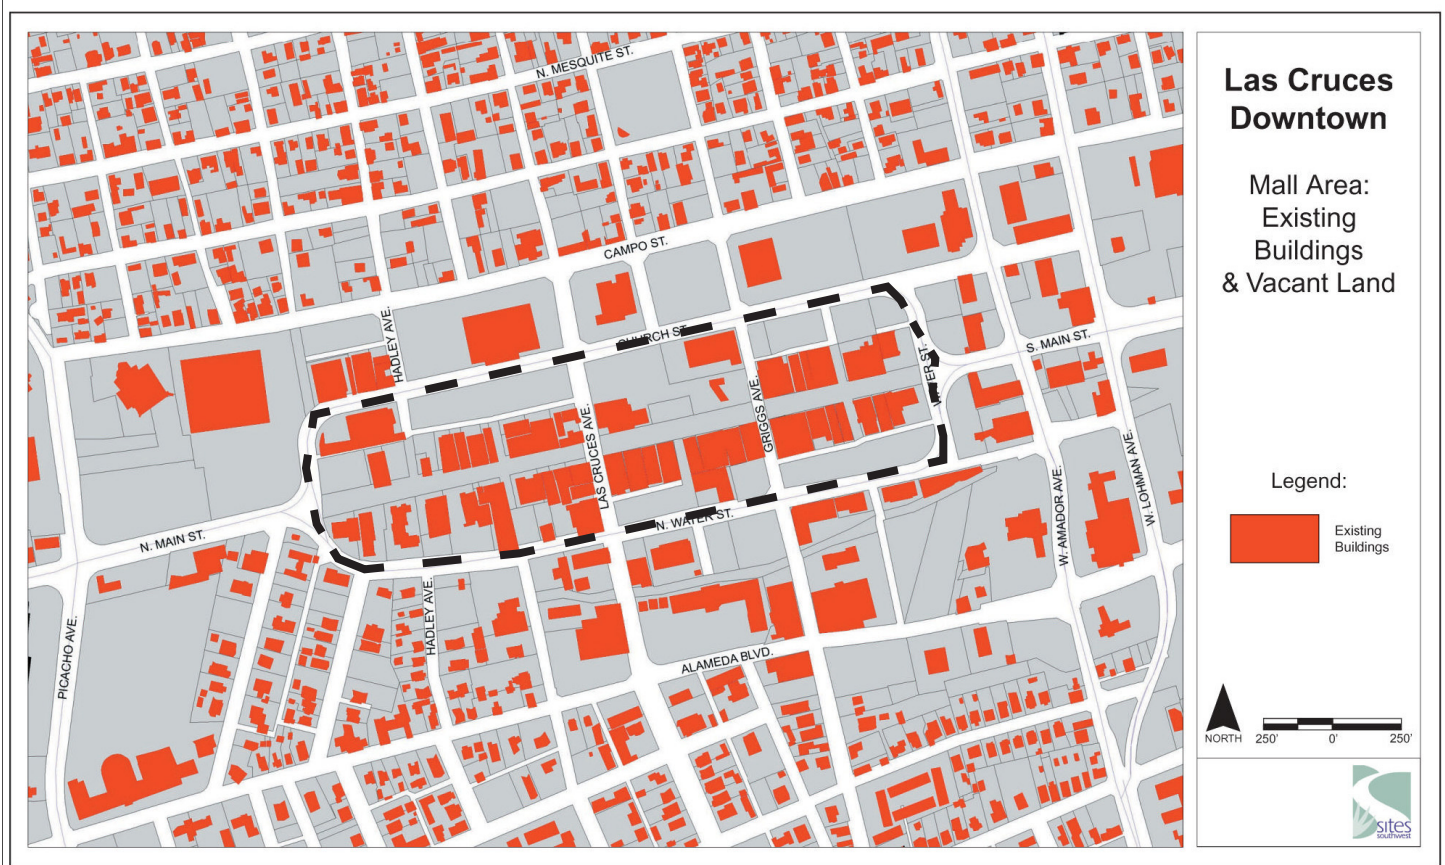 N. MESQUITE ST.
CAMPO ST.
HADLEY AVE.
CHURCH ST.
S. MAIN ST.
WATER ST.
GRIGGS AVE.
LAS CRUCES AVE.
N. WATER ST.
N. MAIN ST.
W. AMADOR AVE.
W. LOHMAN AVE.
HADLEY AVE.
PICACHO AVE.
ALAMEDA BLVD.
Las Cruces
Downtown
Mall Area:
Existing
Buildings
& Vacant Land
Legend:
Existing
Buildings
NORTH
250' 0' 250'
sites
southwest